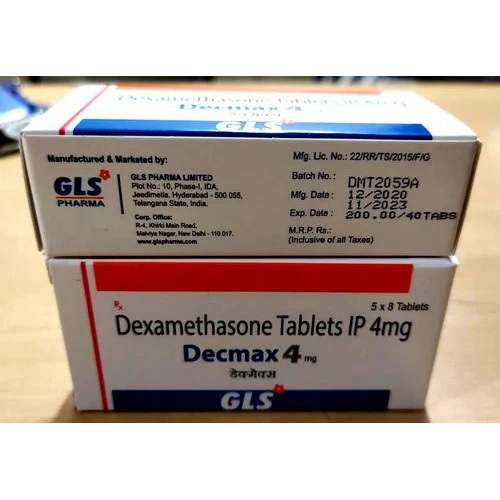 Dexamethasone Tablets IP 4mg
Decmax 4
GLS
Manufactured & Marketed by:
GLS
PHARMA
GLS PHARMA LIMITED
Plot No.: 10, Phase-I, IDA,
Jeedimetla, Hyderabad - 500 055,
Telangana State, India.
Corp. Office:
R-4, Khirki Main Road,
Malviya Nagar, New Delhi - 110 017.
www.glspharma.com
Mfg. Lic. No.: 22/RR/TS/2015/F/G
Batch No.: DMT2059A
Mfg. Date: 12/2020
Exp. Date: 11/2023
M.R.P. Rs.: 200.00/40TABS
(Inclusive of all Taxes)
Rx
5 x 8 Tablets
Dexamethasone Tablets IP 4mg
Decmax 4 mg
डेक्मेक्स
GLS